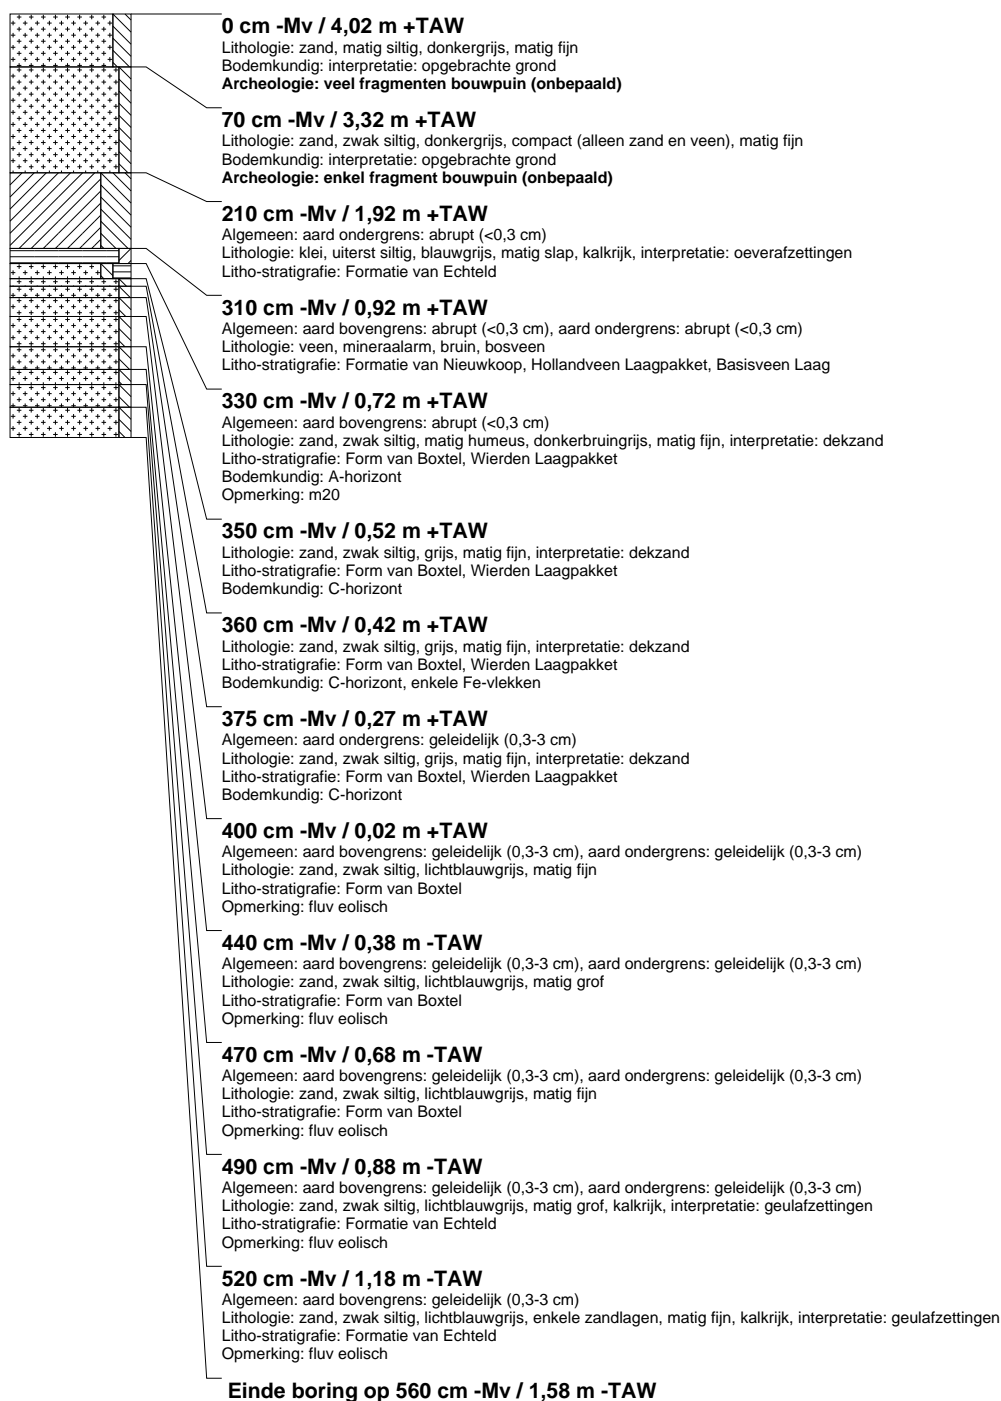 0 cm -Mv / 4,02 m +TAW
Lithologie: zand, matig siltig, donkergrijs, matig fijn
Bodemkundig: interpretatie: opgebrachte grond
Archeologie: veel fragmenten bouwpuin (onbepaald)
70 cm -Mv / 3,32 m +TAW
Lithologie: zand, zwak siltig, donkergrijs, compact (alleen zand en veen), matig fijn
Bodemkundig: interpretatie: opgebrachte grond
Archeologie: enkel fragment bouwpuin (onbepaald)
210 cm -Mv / 1,92 m +TAW
Algemeen: aard ondergrens: abrupt (<0,3 cm)
Lithologie: klei, uiterst siltig, blauwgrijs, matig slap, kalkrijk, interpretatie: oeverafzettingen
Litho-stratigrafie: Formatie van Echteld
310 cm -Mv / 0,92 m +TAW
Algemeen: aard bovengrens: abrupt (<0,3 cm), aard ondergrens: abrupt (<0,3 cm)
Lithologie: veen, mineraalarm, bruin, bosveen
Litho-stratigrafie: Formatie van Nieuwkoop, Hollandveen Laagpakket, Basisveen Laag
330 cm -Mv / 0,72 m +TAW
Algemeen: aard bovengrens: abrupt (<0,3 cm)
Lithologie: zand, zwak siltig, matig humeus, donkerbruingrijs, matig fijn, interpretatie: dekzand
Litho-stratigrafie: Form van Boxtel, Wierden Laagpakket
Bodemkundig: A-horizont
Opmerking: m20
350 cm -Mv / 0,52 m +TAW
Lithologie: zand, zwak siltig, grijs, matig fijn, interpretatie: dekzand
Litho-stratigrafie: Form van Boxtel, Wierden Laagpakket
Bodemkundig: C-horizont
360 cm -Mv / 0,42 m +TAW
Lithologie: zand, zwak siltig, grijs, matig fijn, interpretatie: dekzand
Litho-stratigrafie: Form van Boxtel, Wierden Laagpakket
Bodemkundig: C-horizont, enkele Fe-vlekken
375 cm -Mv / 0,27 m +TAW
Algemeen: aard ondergrens: geleidelijk (0,3-3 cm)
Lithologie: zand, zwak siltig, grijs, matig fijn, interpretatie: dekzand
Litho-stratigrafie: Form van Boxtel, Wierden Laagpakket
Bodemkundig: C-horizont
400 cm -Mv / 0,02 m +TAW
Algemeen: aard bovengrens: geleidelijk (0,3-3 cm), aard ondergrens: geleidelijk (0,3-3 cm)
Lithologie: zand, zwak siltig, lichtblauwgrijs, matig fijn
Litho-stratigrafie: Form van Boxtel
Opmerking: fluv eolisch
440 cm -Mv / 0,38 m -TAW
Algemeen: aard bovengrens: geleidelijk (0,3-3 cm), aard ondergrens: geleidelijk (0,3-3 cm)
Lithologie: zand, zwak siltig, lichtblauwgrijs, matig grof
Litho-stratigrafie: Form van Boxtel
Opmerking: fluv eolisch
470 cm -Mv / 0,68 m -TAW
Algemeen: aard bovengrens: geleidelijk (0,3-3 cm), aard ondergrens: geleidelijk (0,3-3 cm)
Lithologie: zand, zwak siltig, lichtblauwgrijs, matig fijn
Litho-stratigrafie: Form van Boxtel
Opmerking: fluv eolisch
490 cm -Mv / 0,88 m -TAW
Algemeen: aard bovengrens: geleidelijk (0,3-3 cm), aard ondergrens: geleidelijk (0,3-3 cm)
Lithologie: zand, zwak siltig, lichtblauwgrijs, matig grof, kalkrijk, interpretatie: geulafzettingen
Litho-stratigrafie: Formatie van Echteld
Opmerking: fluv eolisch
520 cm -Mv / 1,18 m -TAW
Algemeen: aard bovengrens: geleidelijk (0,3-3 cm)
Lithologie: zand, zwak siltig, lichtblauwgrijs, enkele zandlagen, matig fijn, kalkrijk, interpretatie: geulafzettingen
Litho-stratigrafie: Formatie van Echteld
Opmerking: fluv eolisch
Einde boring op 560 cm -Mv / 1,58 m -TAW